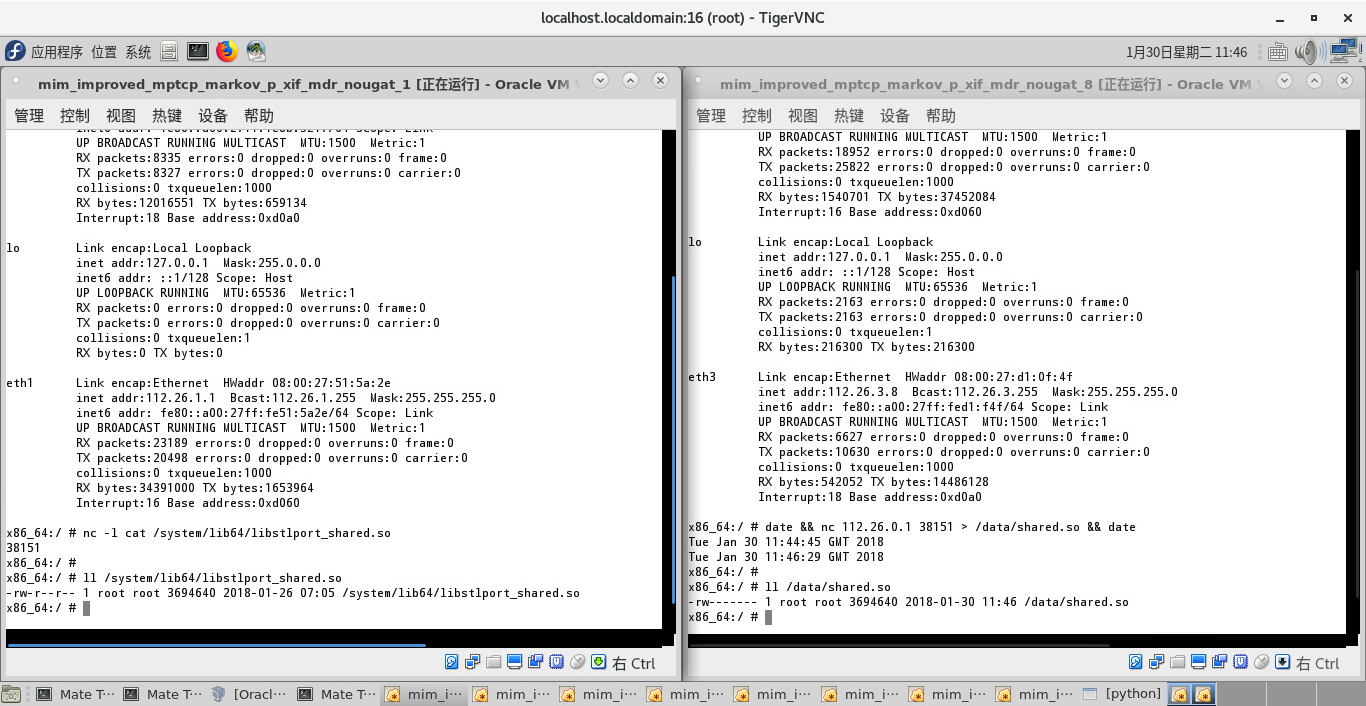 localhost.localdomain:16 (root) - TigerVNC
应用程序 位置 系统
1月30日星期二 11:46
mim_improved_mptcp_markov_p_xif_mdr_nougat_1 [正在运行] - Oracle VM
管理 控制 视图 热键 设备 帮助
UP BROADCAST RUNNING MULTICAST  MTU:1500  Metric:1
RX packets:8335 errors:0 dropped:0 overruns:0 frame:0
TX packets:8327 errors:0 dropped:0 overruns:0 carrier:0
collisions:0 txqueuelen:1000
RX bytes:12016551 TX bytes:659134
Interrupt:18 Base address:0xd0a0
lo        Link encap:Local Loopback
inet addr:127.0.0.1  Mask:255.0.0.0
inet6 addr: ::1/128 Scope: Host
UP LOOPBACK RUNNING  MTU:65536  Metric:1
RX packets:0 errors:0 dropped:0 overruns:0 frame:0
TX packets:0 errors:0 dropped:0 overruns:0 carrier:0
collisions:0 txqueuelen:1
RX bytes:0 TX bytes:0
eth1      Link encap:Ethernet  HWaddr 08:00:27:51:5a:2e
inet addr:112.26.1.1  Bcast:112.26.1.255  Mask:255.255.255.0
inet6 addr: fe80::a00:27ff:fe51:5a2e/64 Scope: Link
UP BROADCAST RUNNING MULTICAST  MTU:1500  Metric:1
RX packets:23189 errors:0 dropped:0 overruns:0 frame:0
TX packets:20498 errors:0 dropped:0 overruns:0 carrier:0
collisions:0 txqueuelen:1000
RX bytes:34391000 TX bytes:1653964
Interrupt:16 Base address:0xd060
x86_64:/ # nc -l cat /system/lib64/libstlport_shared.so
38151
x86_64:/ #
x86_64:/ # ll /system/lib64/libstlport_shared.so
-rw-r--r-- 1 root root 3694640 2018-01-26 07:05 /system/lib64/libstlport_shared.so
x86_64:/ #
右 Ctrl
mim_improved_mptcp_markov_p_xif_mdr_nougat_8 [正在运行] - Oracle VM
管理 控制 视图 热键 设备 帮助
UP BROADCAST RUNNING MULTICAST  MTU:1500  Metric:1
RX packets:18952 errors:0 dropped:0 overruns:0 frame:0
TX packets:25822 errors:0 dropped:0 overruns:0 carrier:0
collisions:0 txqueuelen:1000
RX bytes:1540701 TX bytes:37452084
Interrupt:16 Base address:0xd060
lo        Link encap:Local Loopback
inet addr:127.0.0.1  Mask:255.0.0.0
inet6 addr: ::1/128 Scope: Host
UP LOOPBACK RUNNING  MTU:65536  Metric:1
RX packets:2163 errors:0 dropped:0 overruns:0 frame:0
TX packets:2163 errors:0 dropped:0 overruns:0 carrier:0
collisions:0 txqueuelen:1
RX bytes:216300 TX bytes:216300
eth3      Link encap:Ethernet  HWaddr 08:00:27:d1:0f:4f
inet addr:112.26.3.8  Bcast:112.26.3.255  Mask:255.255.255.0
inet6 addr: fe80::a00:27ff:fed1:f4f/64 Scope: Link
UP BROADCAST RUNNING MULTICAST  MTU:1500  Metric:1
RX packets:6627 errors:0 dropped:0 overruns:0 frame:0
TX packets:10630 errors:0 dropped:0 overruns:0 carrier:0
collisions:0 txqueuelen:1000
RX bytes:542052 TX bytes:14486128
Interrupt:18 Base address:0xd0a0
x86_64:/ # date && nc 112.26.0.1 38151 > /data/shared.so && date
Tue Jan 30 11:44:45 GMT 2018
Tue Jan 30 11:46:29 GMT 2018
x86_64:/ #
x86_64:/ # ll /data/shared.so
-rw------- 1 root root 3694640 2018-01-30 11:46 /data/shared.so
x86_64:/ #
右 Ctrl
Mate T… Mate T… [Oracl… Mate T… mim_i… mim_i… mim_i… mim_i… mim_i… mim_i… mim_i… mim_i… [python]